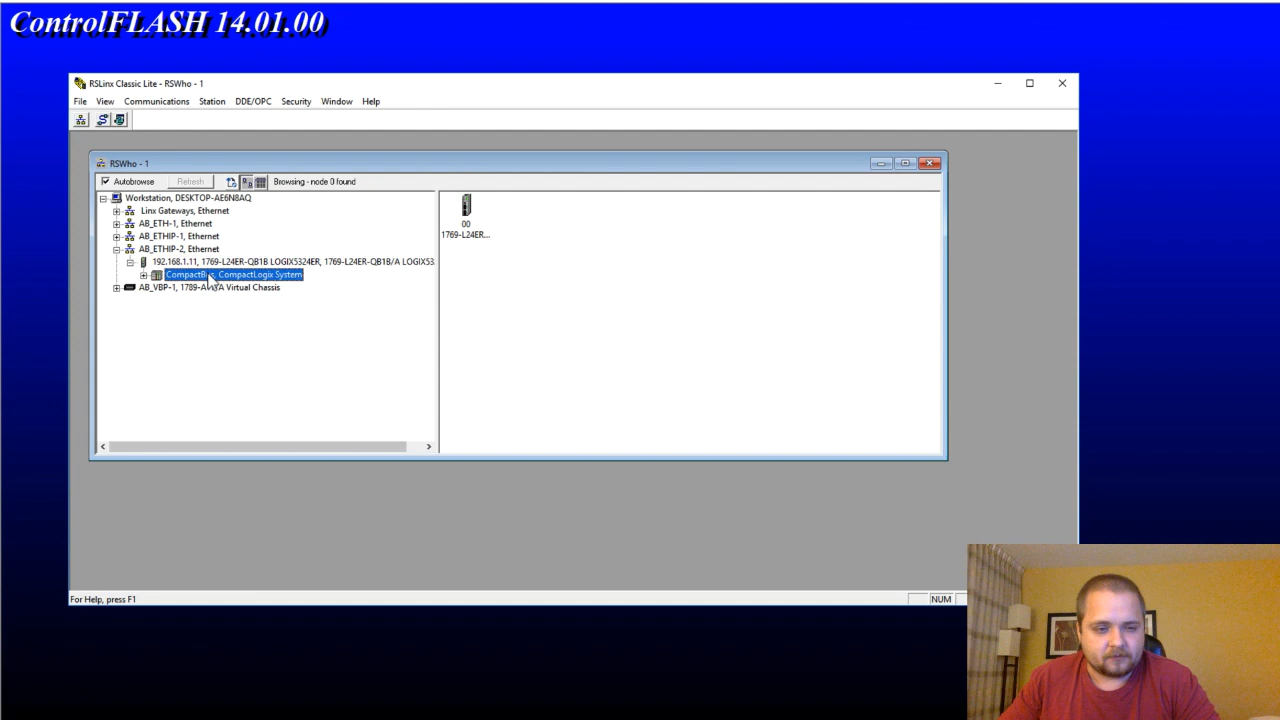 ControlFLASH 14.01.00
RSLinx Classic Lite - RSWho - 1
File View Communications Station DDE/OPC Security Window Help
RSWho - 1
Autobrowse Refresh Browsing - node 0 found
Workstation, DESKTOP-AE6N8AQ
Linx Gateways, Ethernet
AB_ETH-1, Ethernet
AB_ETHIP-1, Ethernet
AB_ETHIP-2, Ethernet
192.168.1.11, 1769-L24ER-QB1B LOGIX5324ER, 1769-L24ER-QB1B/A LOGIX53
CompactBus, CompactLogix System
AB_VBP-1, Virtual Chassis
00
1769-L24ER...
For Help, press F1
NUM